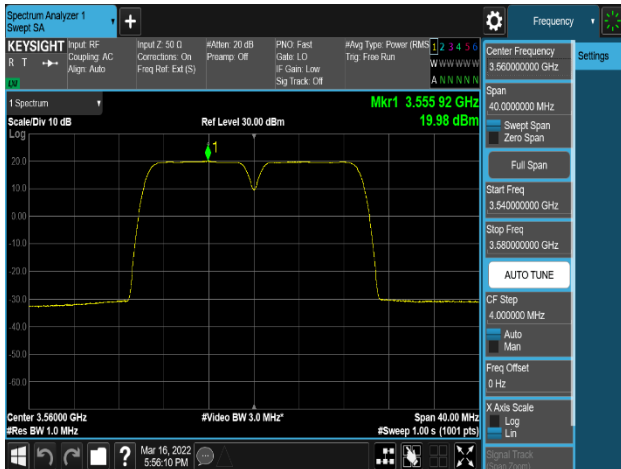 Spectrum Analyzer 1
Swept SA
Frequency
KEYSIGHT
R T
Input: RF
Coupling: AC
Align: Auto
Input Z: 50 Ω
Corrections: On
Freq Ref: Ext (S)
#Atten: 20 dB
Preamp: Off
PNO: Fast
Gate: LO
IF Gain: Low
Sig Track: Off
#Avg Type: Power (RMS
Trig: Free Run
1 2 3 4 5 6
W W W W W W
A N N N N N
1 Spectrum
Scale/Div 10 dB
Ref Level 30.00 dBm
Mkr1 3.555 92 GHz
19.98 dBm
Log
1
20.0
10.0
0.00
-10.0
-20.0
-30.0
-40.0
-60.0
Center 3.56000 GHz
#Res BW 1.0 MHz
#Video BW 3.0 MHz*
Span 40.00 MHz
#Sweep 1.00 s (1001 pts)
Mar 16, 2022
5:56:10 PM
Settings
Center Frequency
3.560000000 GHz
Span
40.0000000 MHz
Swept Span
Zero Span
Full Span
Start Freq
3.540000000 GHz
Stop Freq
3.580000000 GHz
AUTO TUNE
CF Step
4.000000 MHz
Auto
Man
Freq Offset
0 Hz
X Axis Scale
Log
Lin
Signal Track
(Span Zoom)